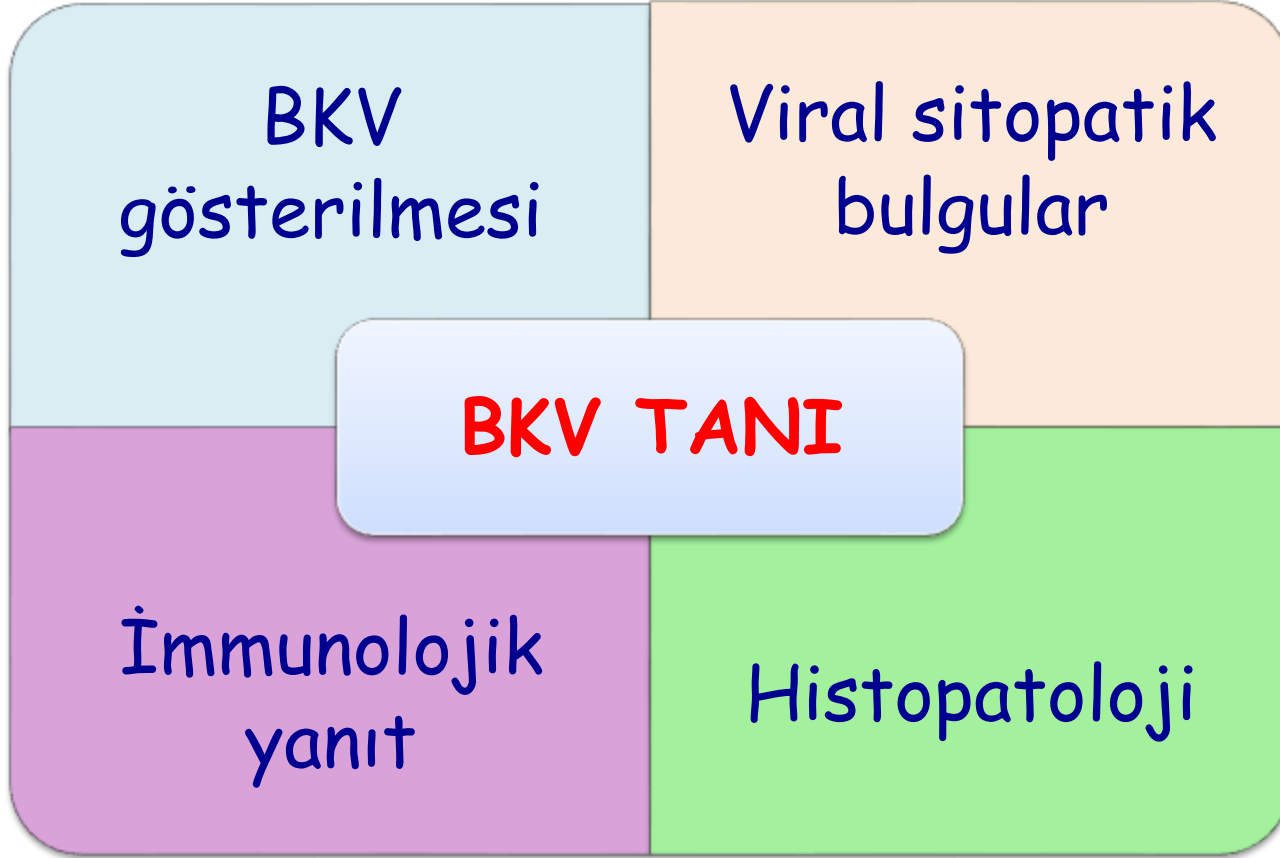 BKV
gösterilmesi
Viral sitopatik
bulgular
BKV TANI
İmmunolojik
yanıt
Histopatoloji